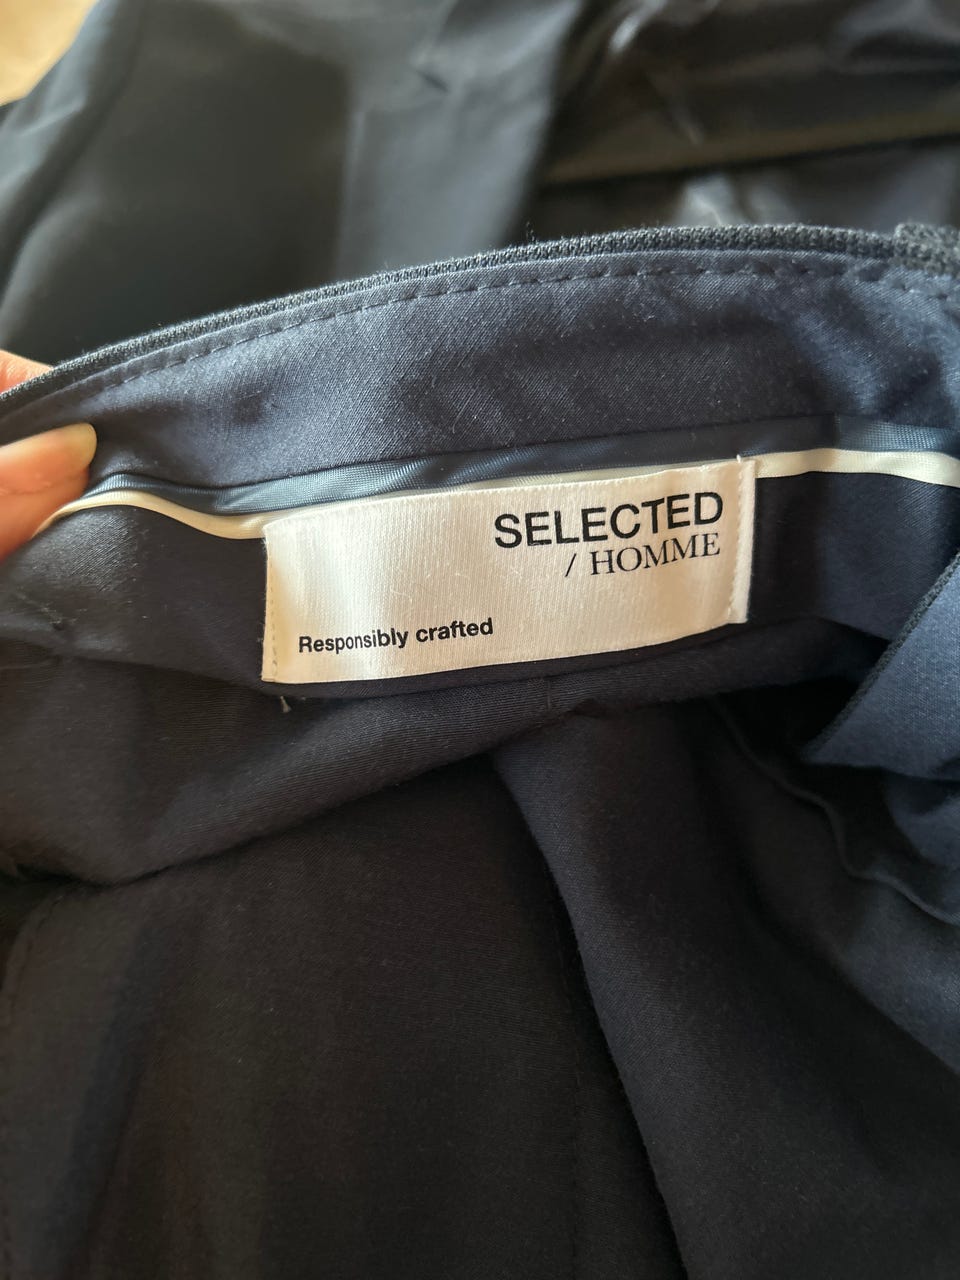 SELECTED
/ HOMME
Responsibly crafted